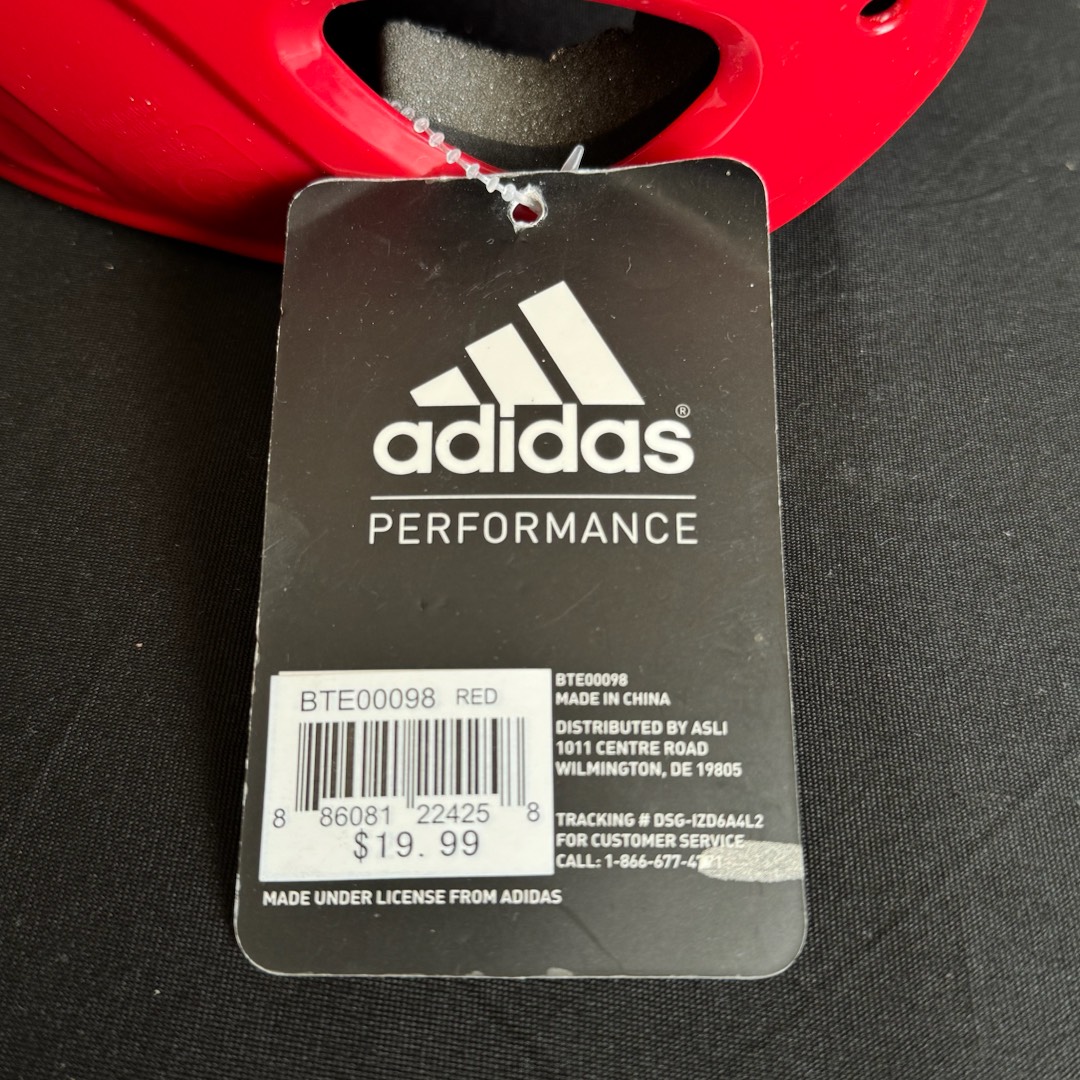 adidas®
PERFORMANCE
BTE00098 RED
8 86081 22425 8
$19.99
BTE00098
MADE IN CHINA
DISTRIBUTED BY ASLI
1011 CENTRE ROAD
WILMINGTON, DE 19805
TRACKING # DSG-IZD6A4L2
FOR CUSTOMER SERVICE
CALL:
MADE UNDER LICENSE FROM ADIDAS